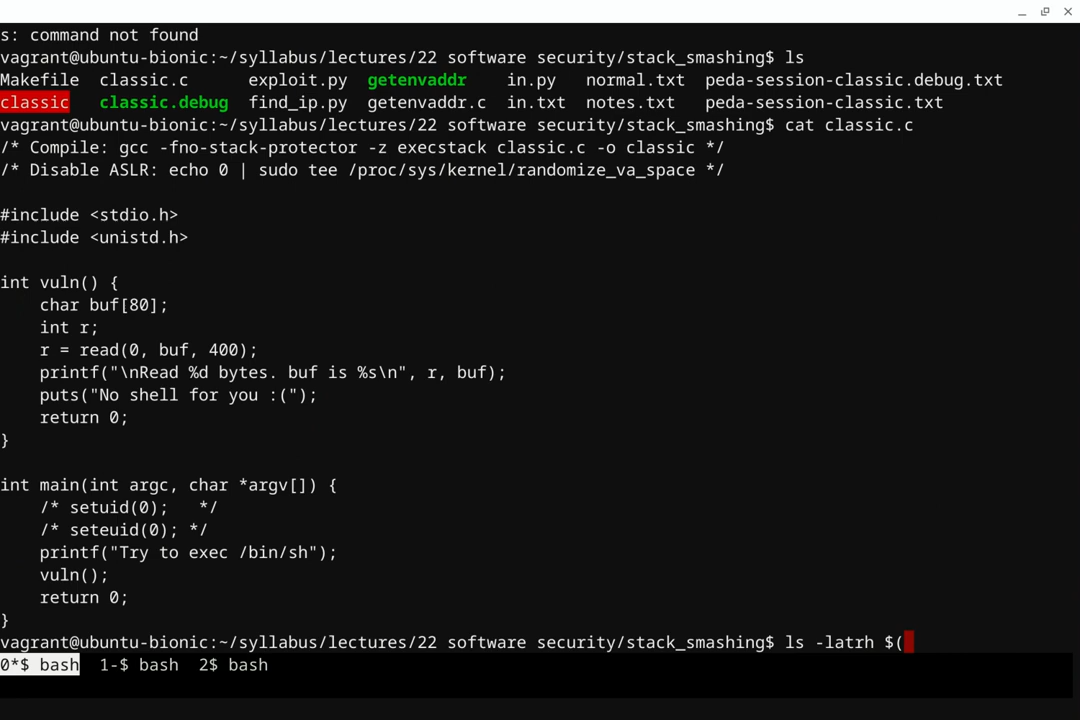 s: command not found
vagrant@ubuntu-bionic:~/syllabus/lectures/22 software security/stack_smashing$ ls
Makefile  classic.c      exploit.py  getenvaddr    in.py   normal.txt  peda-session-classic.debug.txt
classic   classic.debug  find_ip.py  getenvaddr.c  in.txt  notes.txt   peda-session-classic.txt
vagrant@ubuntu-bionic:~/syllabus/lectures/22 software security/stack_smashing$ cat classic.c
/* Compile: gcc -fno-stack-protector -z execstack classic.c -o classic */
/* Disable ASLR: echo 0 | sudo tee /proc/sys/kernel/randomize_va_space */
#include <stdio.h>
#include <unistd.h>
int vuln() {
    char buf[80];
    int r;
    r = read(0, buf, 400);
    printf("\nRead %d bytes. buf is %s\n", r, buf);
    puts("No shell for you :(");
    return 0;
}
int main(int argc, char *argv[]) {
    /* setuid(0);   */
    /* seteuid(0); */
    printf("Try to exec /bin/sh");
    vuln();
    return 0;
}
vagrant@ubuntu-bionic:~/syllabus/lectures/22 software security/stack_smashing$ ls -latrh $(
0*$ bash  1-$ bash  2$ bash